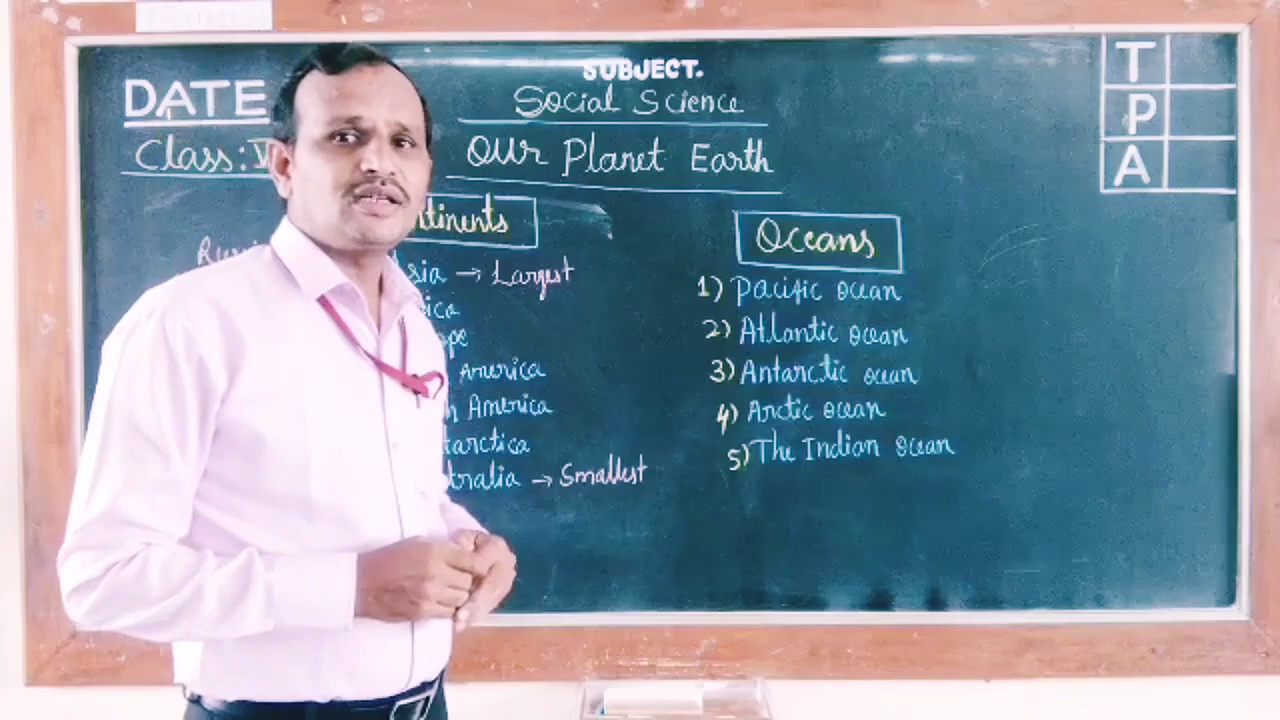 SUBJECT.
DATE
Social Science
Class:
Our Planet Earth
T
P
A
Oceans
→ Largest
America
America
→ Smallest
1) Pacific ocean
2) Atlantic ocean
3) Antarctic ocean
4) Arctic ocean
5) The Indian Ocean